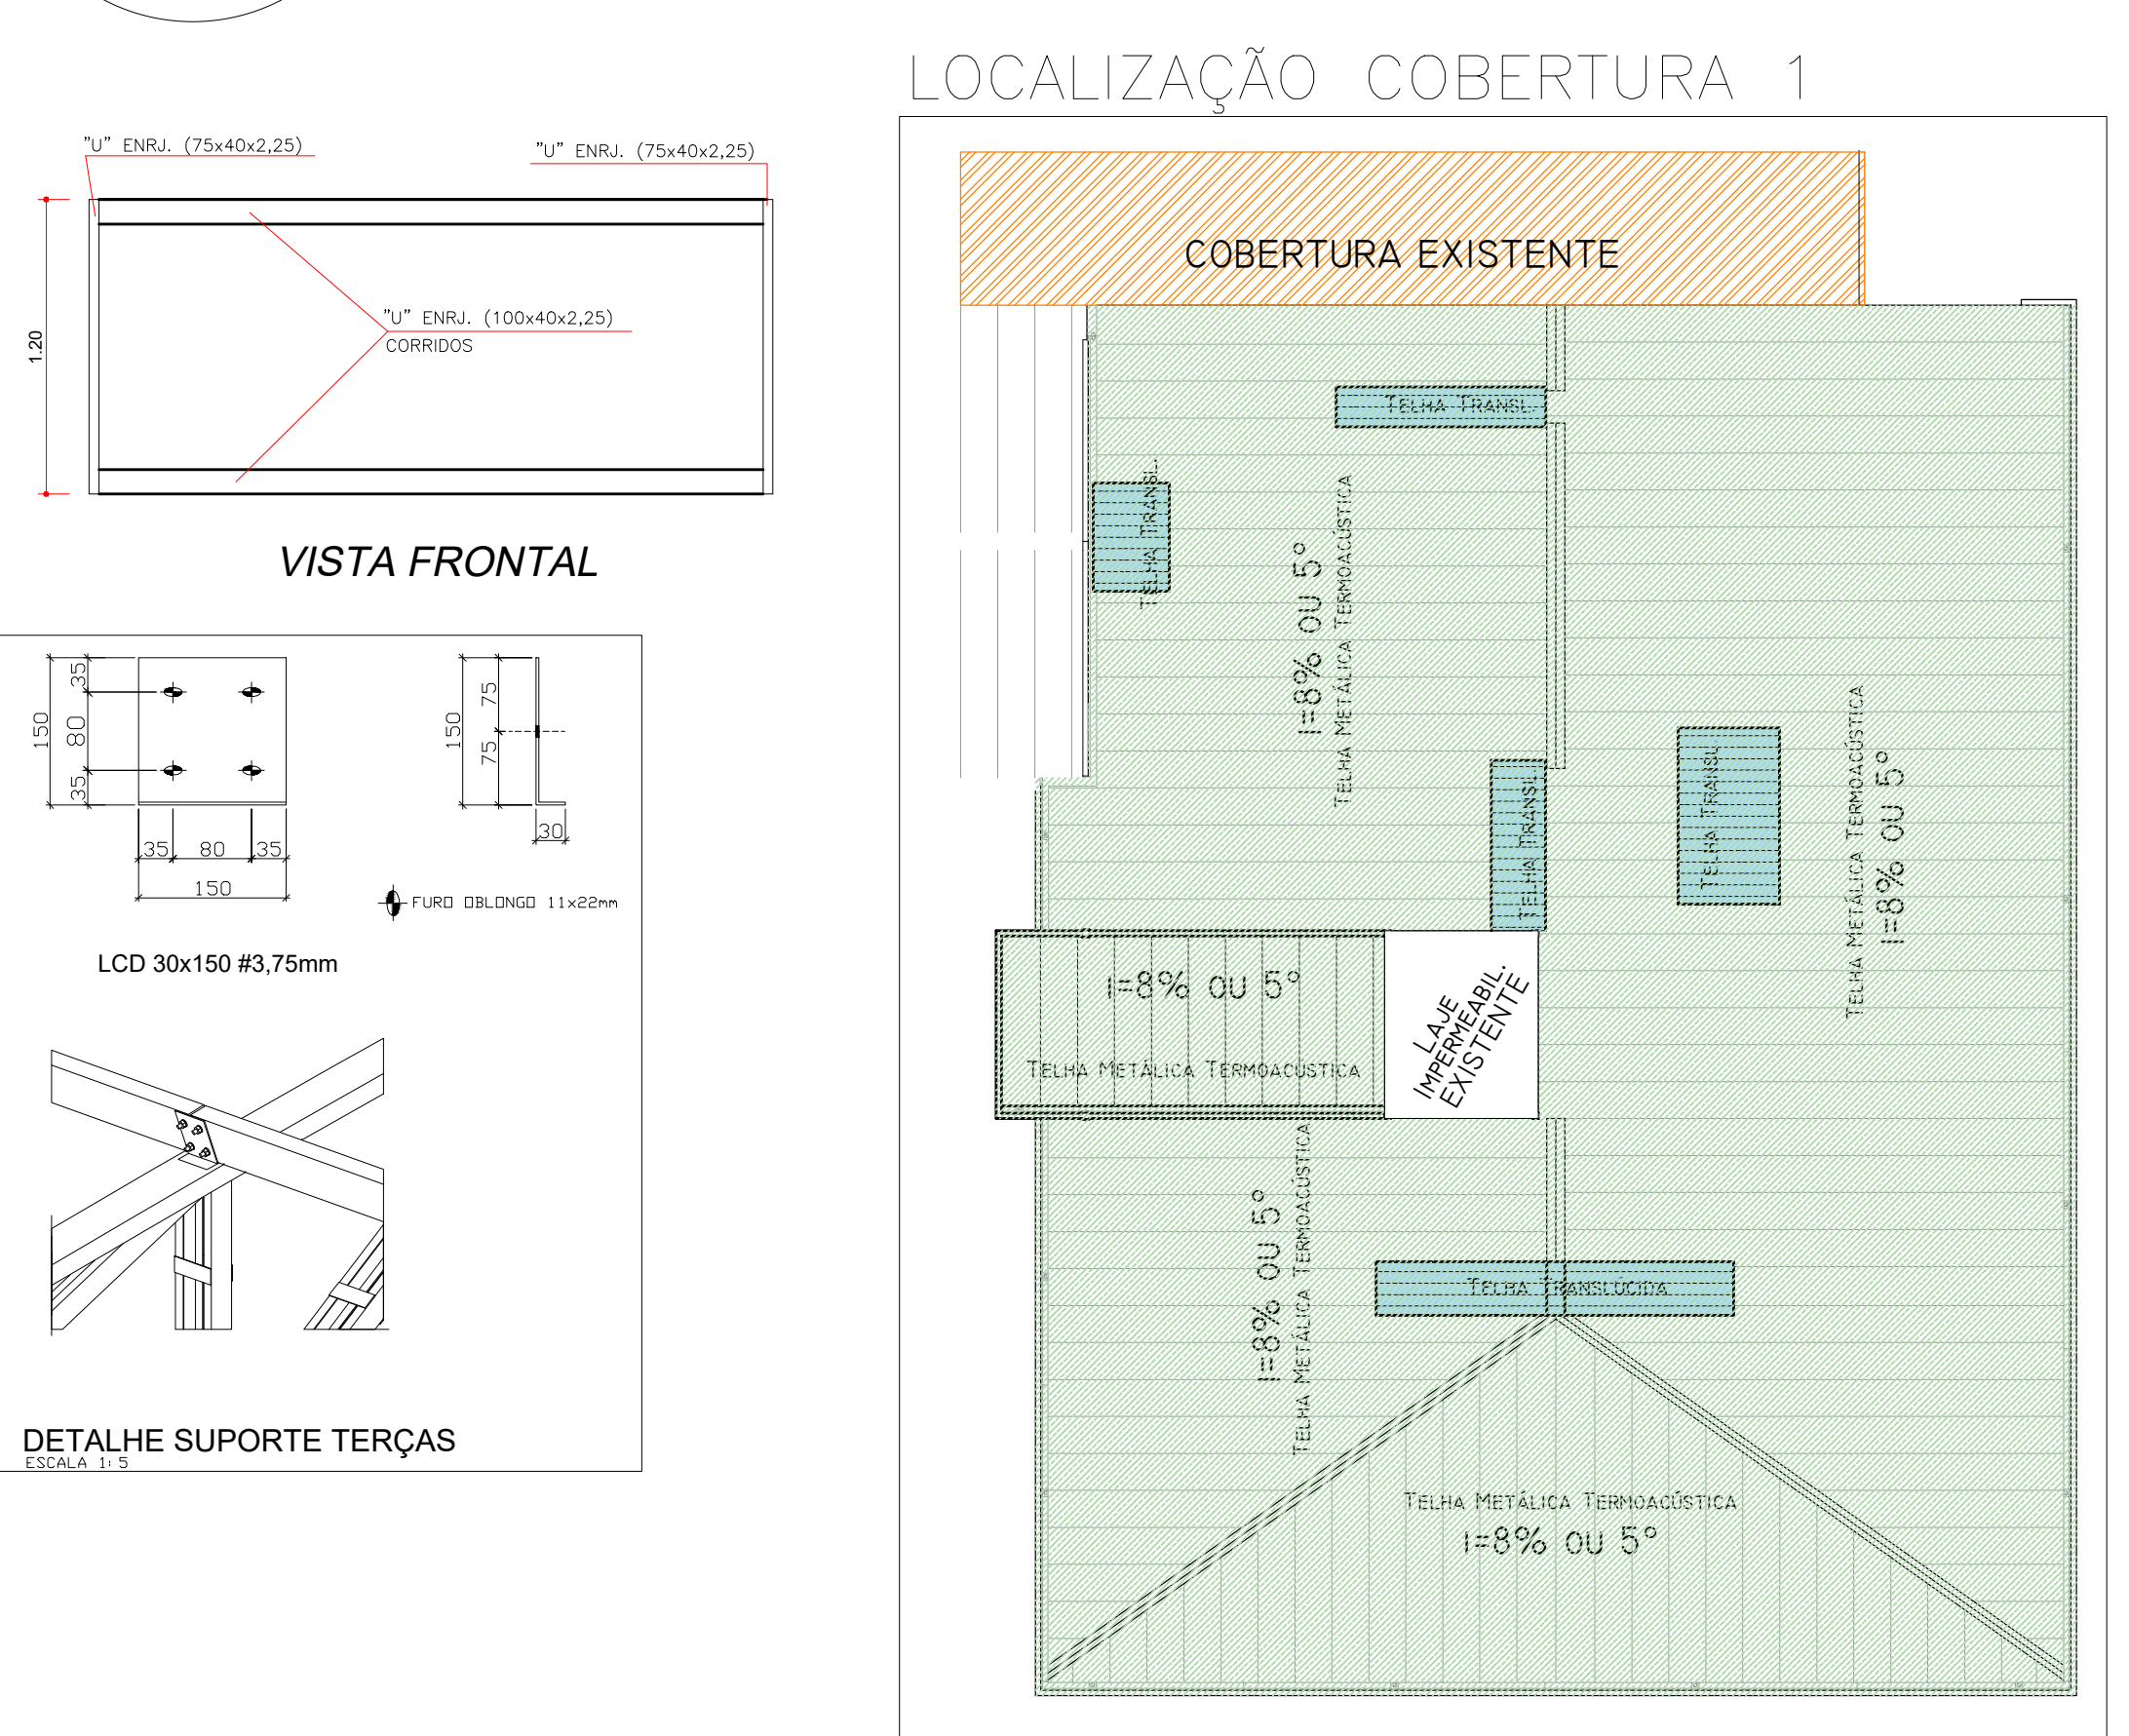 LOCALIZAÇÃO COBERTURA 1
"U" ENRJ. (75x40x2,25)
"U" ENRJ. (75x40x2,25)
"U" ENRJ. (100x40x2,25)
CORRIDOS
1.20
VISTA FRONTAL
150
35
80
35
35
80
35
150
150
75
75
30
FURO OBLONGO 11x22mm
LCD 30x150 #3,75mm
DETALHE SUPORTE TERÇAS
ESCALA 1:5
COBERTURA EXISTENTE
TELHA TRANSL.
TELHA TRANSL.
I=8% OU 5°
TELHA METÁLICA TERMOACÚSTICA
TELHA TRANSL.
TELHA TRANSL.
TELHA METÁLICA TERMOACÚSTICA
I=8% OU 5°
I=8% OU 5°
TELHA METÁLICA TERMOACÚSTICA
LAJE
IMPERMEABIL.
EXISTENTE
I=8% OU 5°
TELHA METÁLICA TERMOACÚSTICA
TELHA TRANSLÚCIDA
TELHA METÁLICA TERMOACÚSTICA
I=8% OU 5°